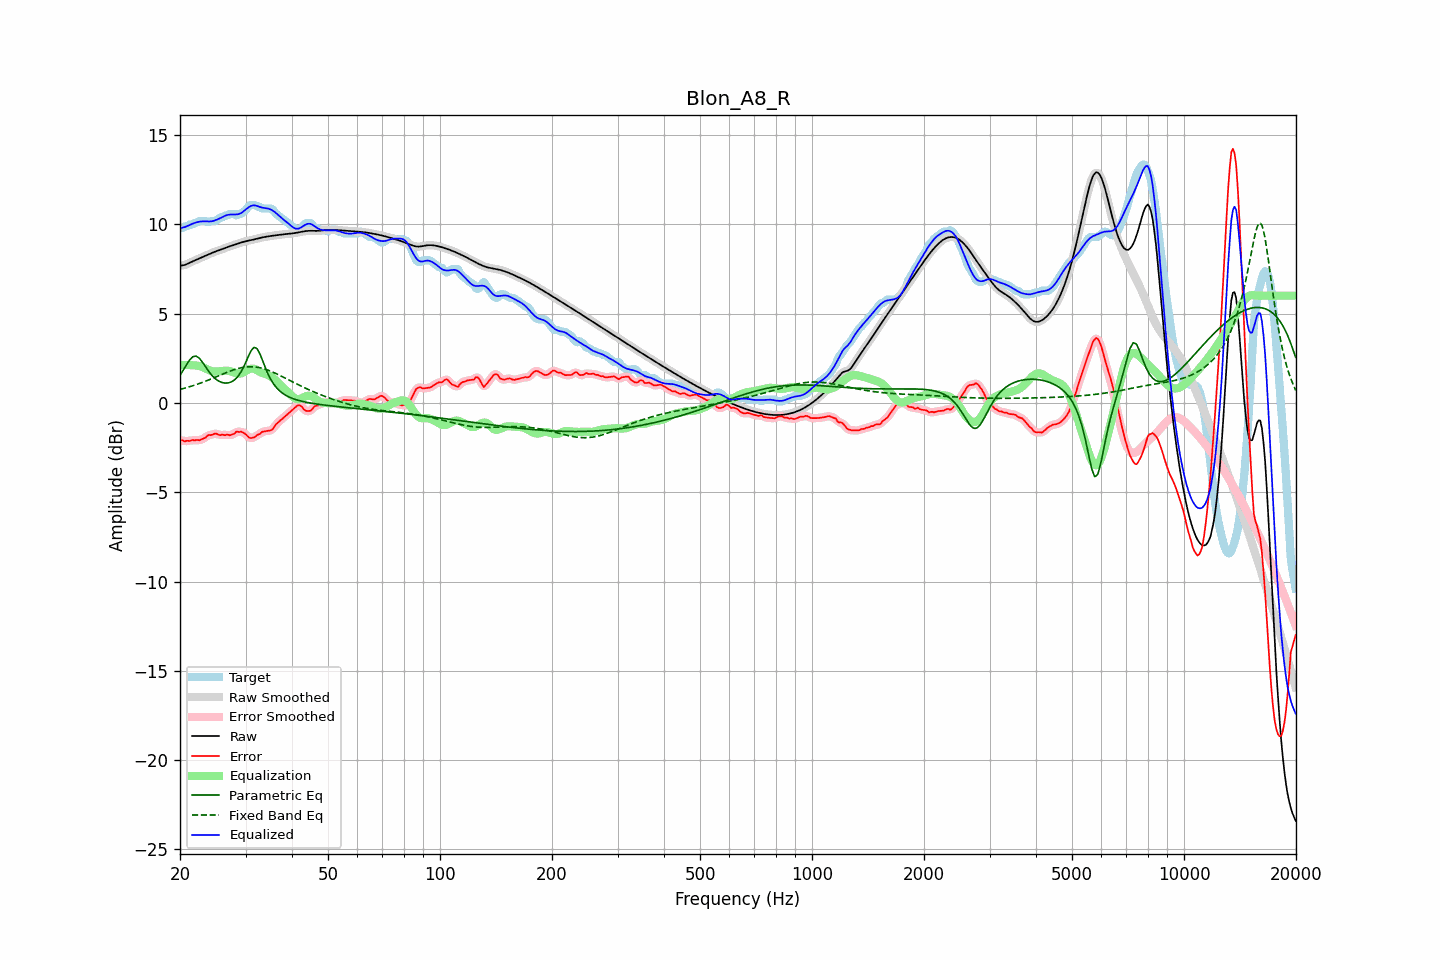 Blon_A8_R
15
10
5
0
−5
−10
−15
−20
−25
Amplitude (dBr)
Target
Raw Smoothed
Error Smoothed
Raw
Error
Equalization
Parametric Eq
Fixed Band Eq
Equalized
20 50 100 200 500 1000 2000 5000 10000 20000
Frequency (Hz)